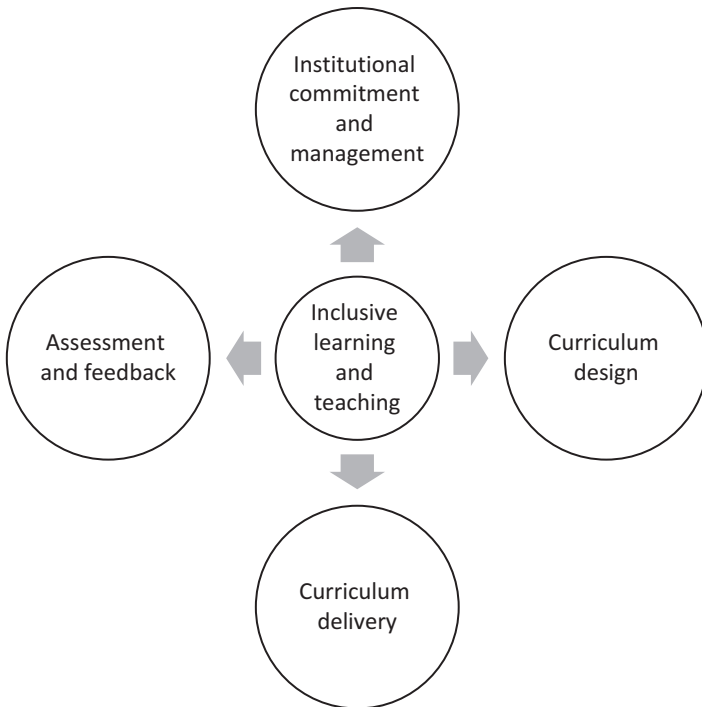 Institutional
commitment
and
management
Assessment
and feedback
Inclusive
learning
and
teaching
Curriculum
design
Curriculum
delivery